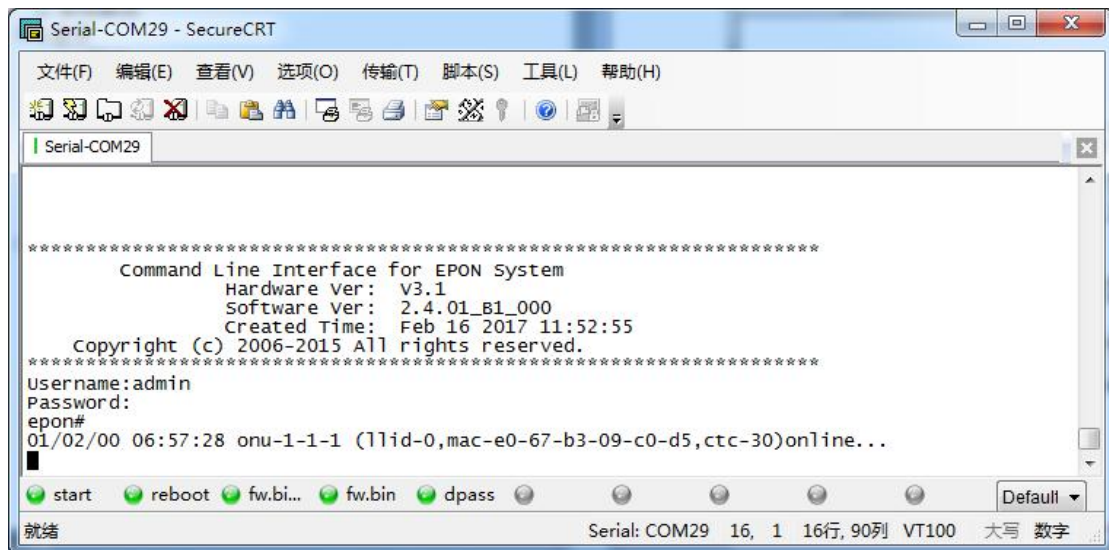 Serial-COM29 - SecureCRT
文件(F) 编辑(E) 查看(V) 选项(O) 传输(T) 脚本(S) 工具(L) 帮助(H)
Serial-COM29
********************************************************************
Command Line Interface for EPON System
Hardware Ver: V3.1
Software Ver: 2.4.01_B1_000
Created Time: Feb 16 2017 11:52:55
Copyright (c) 2006-2015 All rights reserved.
********************************************************************
Username:admin
Password:
epon#
01/02/00 06:57:28 onu-1-1-1 (llid-0,mac-e0-67-b3-09-c0-d5,ctc-30)online...
start reboot fw.bi... fw.bin dpass Default
就绪 Serial: COM29 16, 1 16行, 90列 VT100 大写 数字